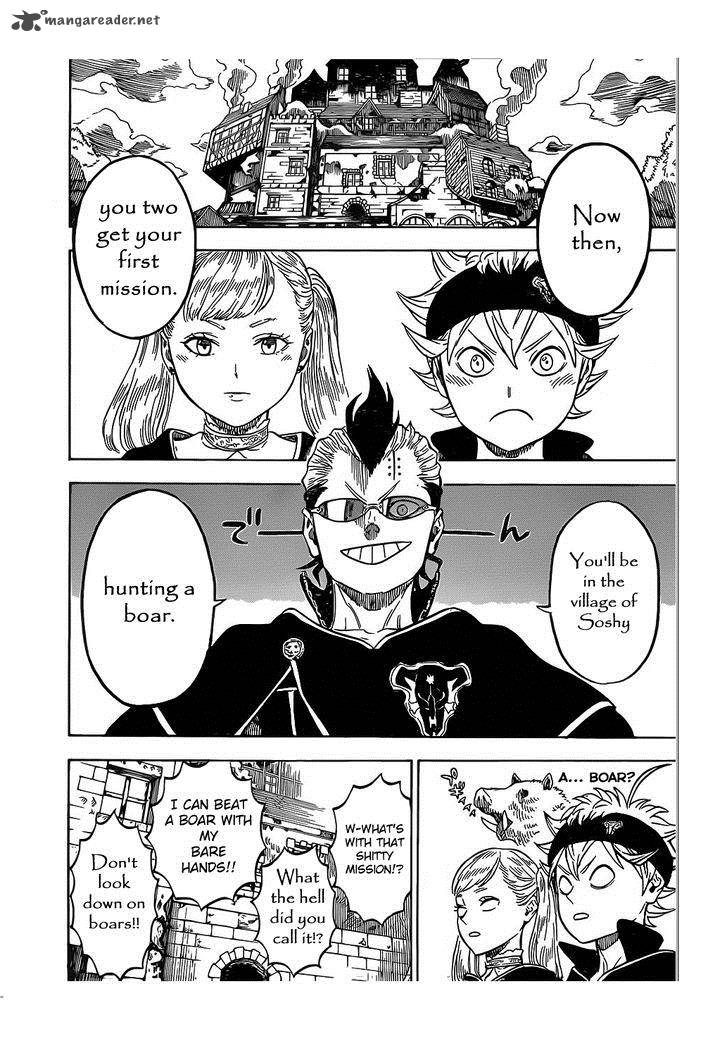 mangareader.net
Now
then,
you two
get your
first
mission.
You'll be
in the
village of
Soshy
でーん
hunting a
boar.
A... BOAR?
W-WHAT'S
WITH THAT
SHITTY
MISSION!?
What
the hell
did you
call it!?
I CAN BEAT
A BOAR WITH
MY
BARE
HANDS!!
Don't
look
down on
boars!!